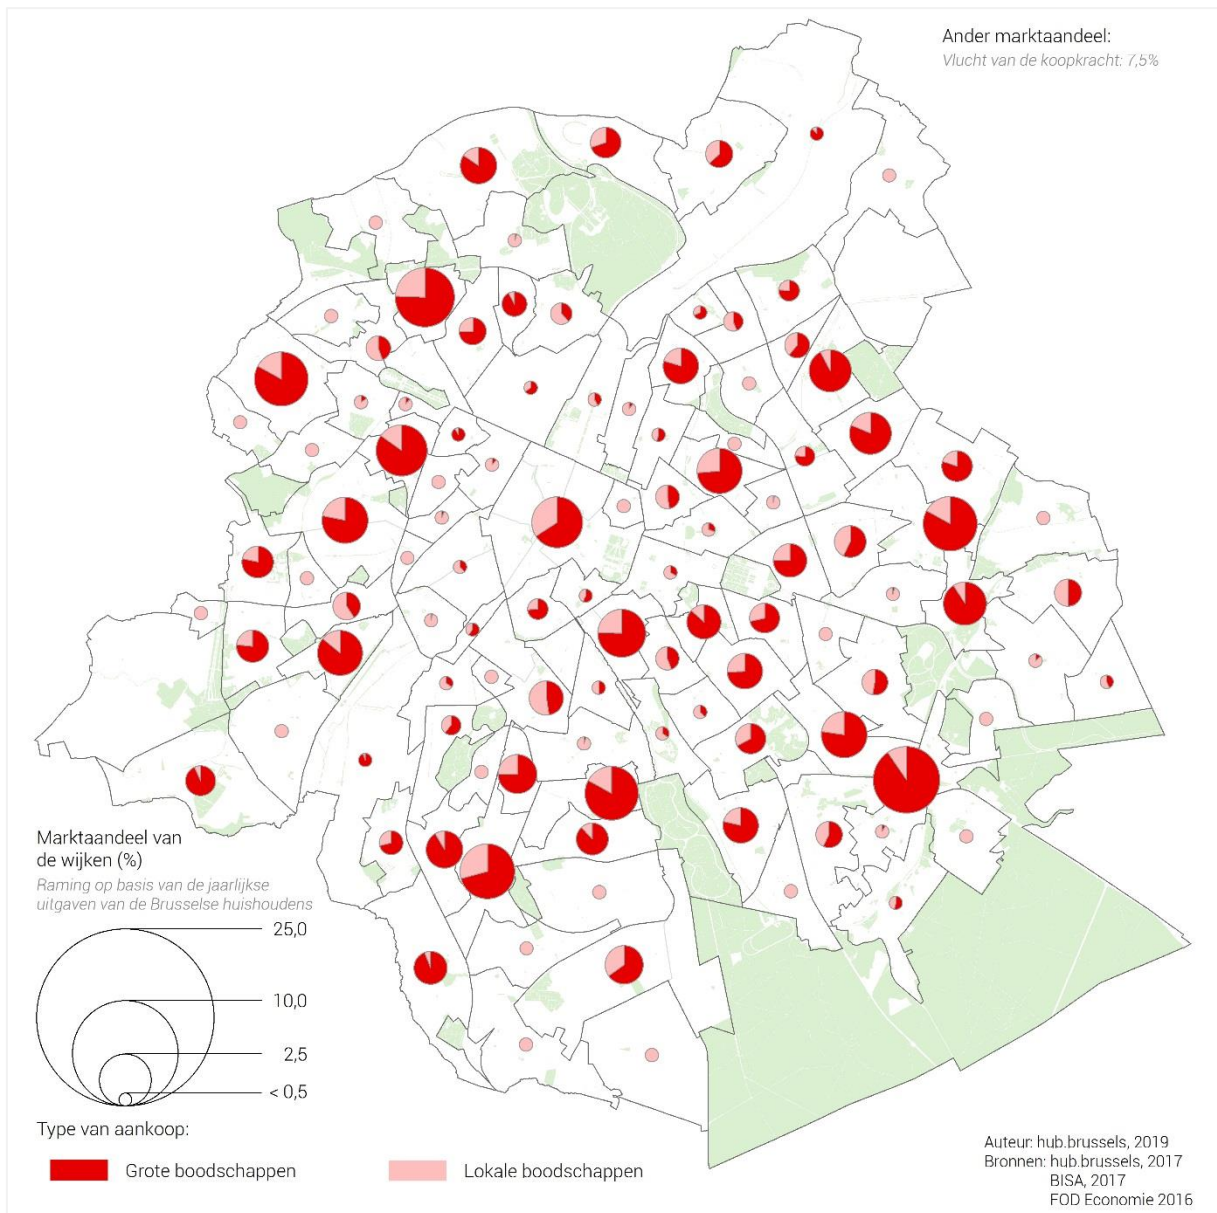 Ander marktaandeel:
Vlucht van de koopkracht: 7,5%
Marktaandeel van
de wijken (%)
Raming op basis van de jaarlijkse
uitgaven van de Brusselse huishoudens
25,0
10,0
2,5
< 0,5
Type van aankoop:
Grote boodschappen
Lokale boodschappen
Auteur: hub.brussels, 2019
Bronnen: hub.brussels, 2017
BISA, 2017
FOD Economie 2016